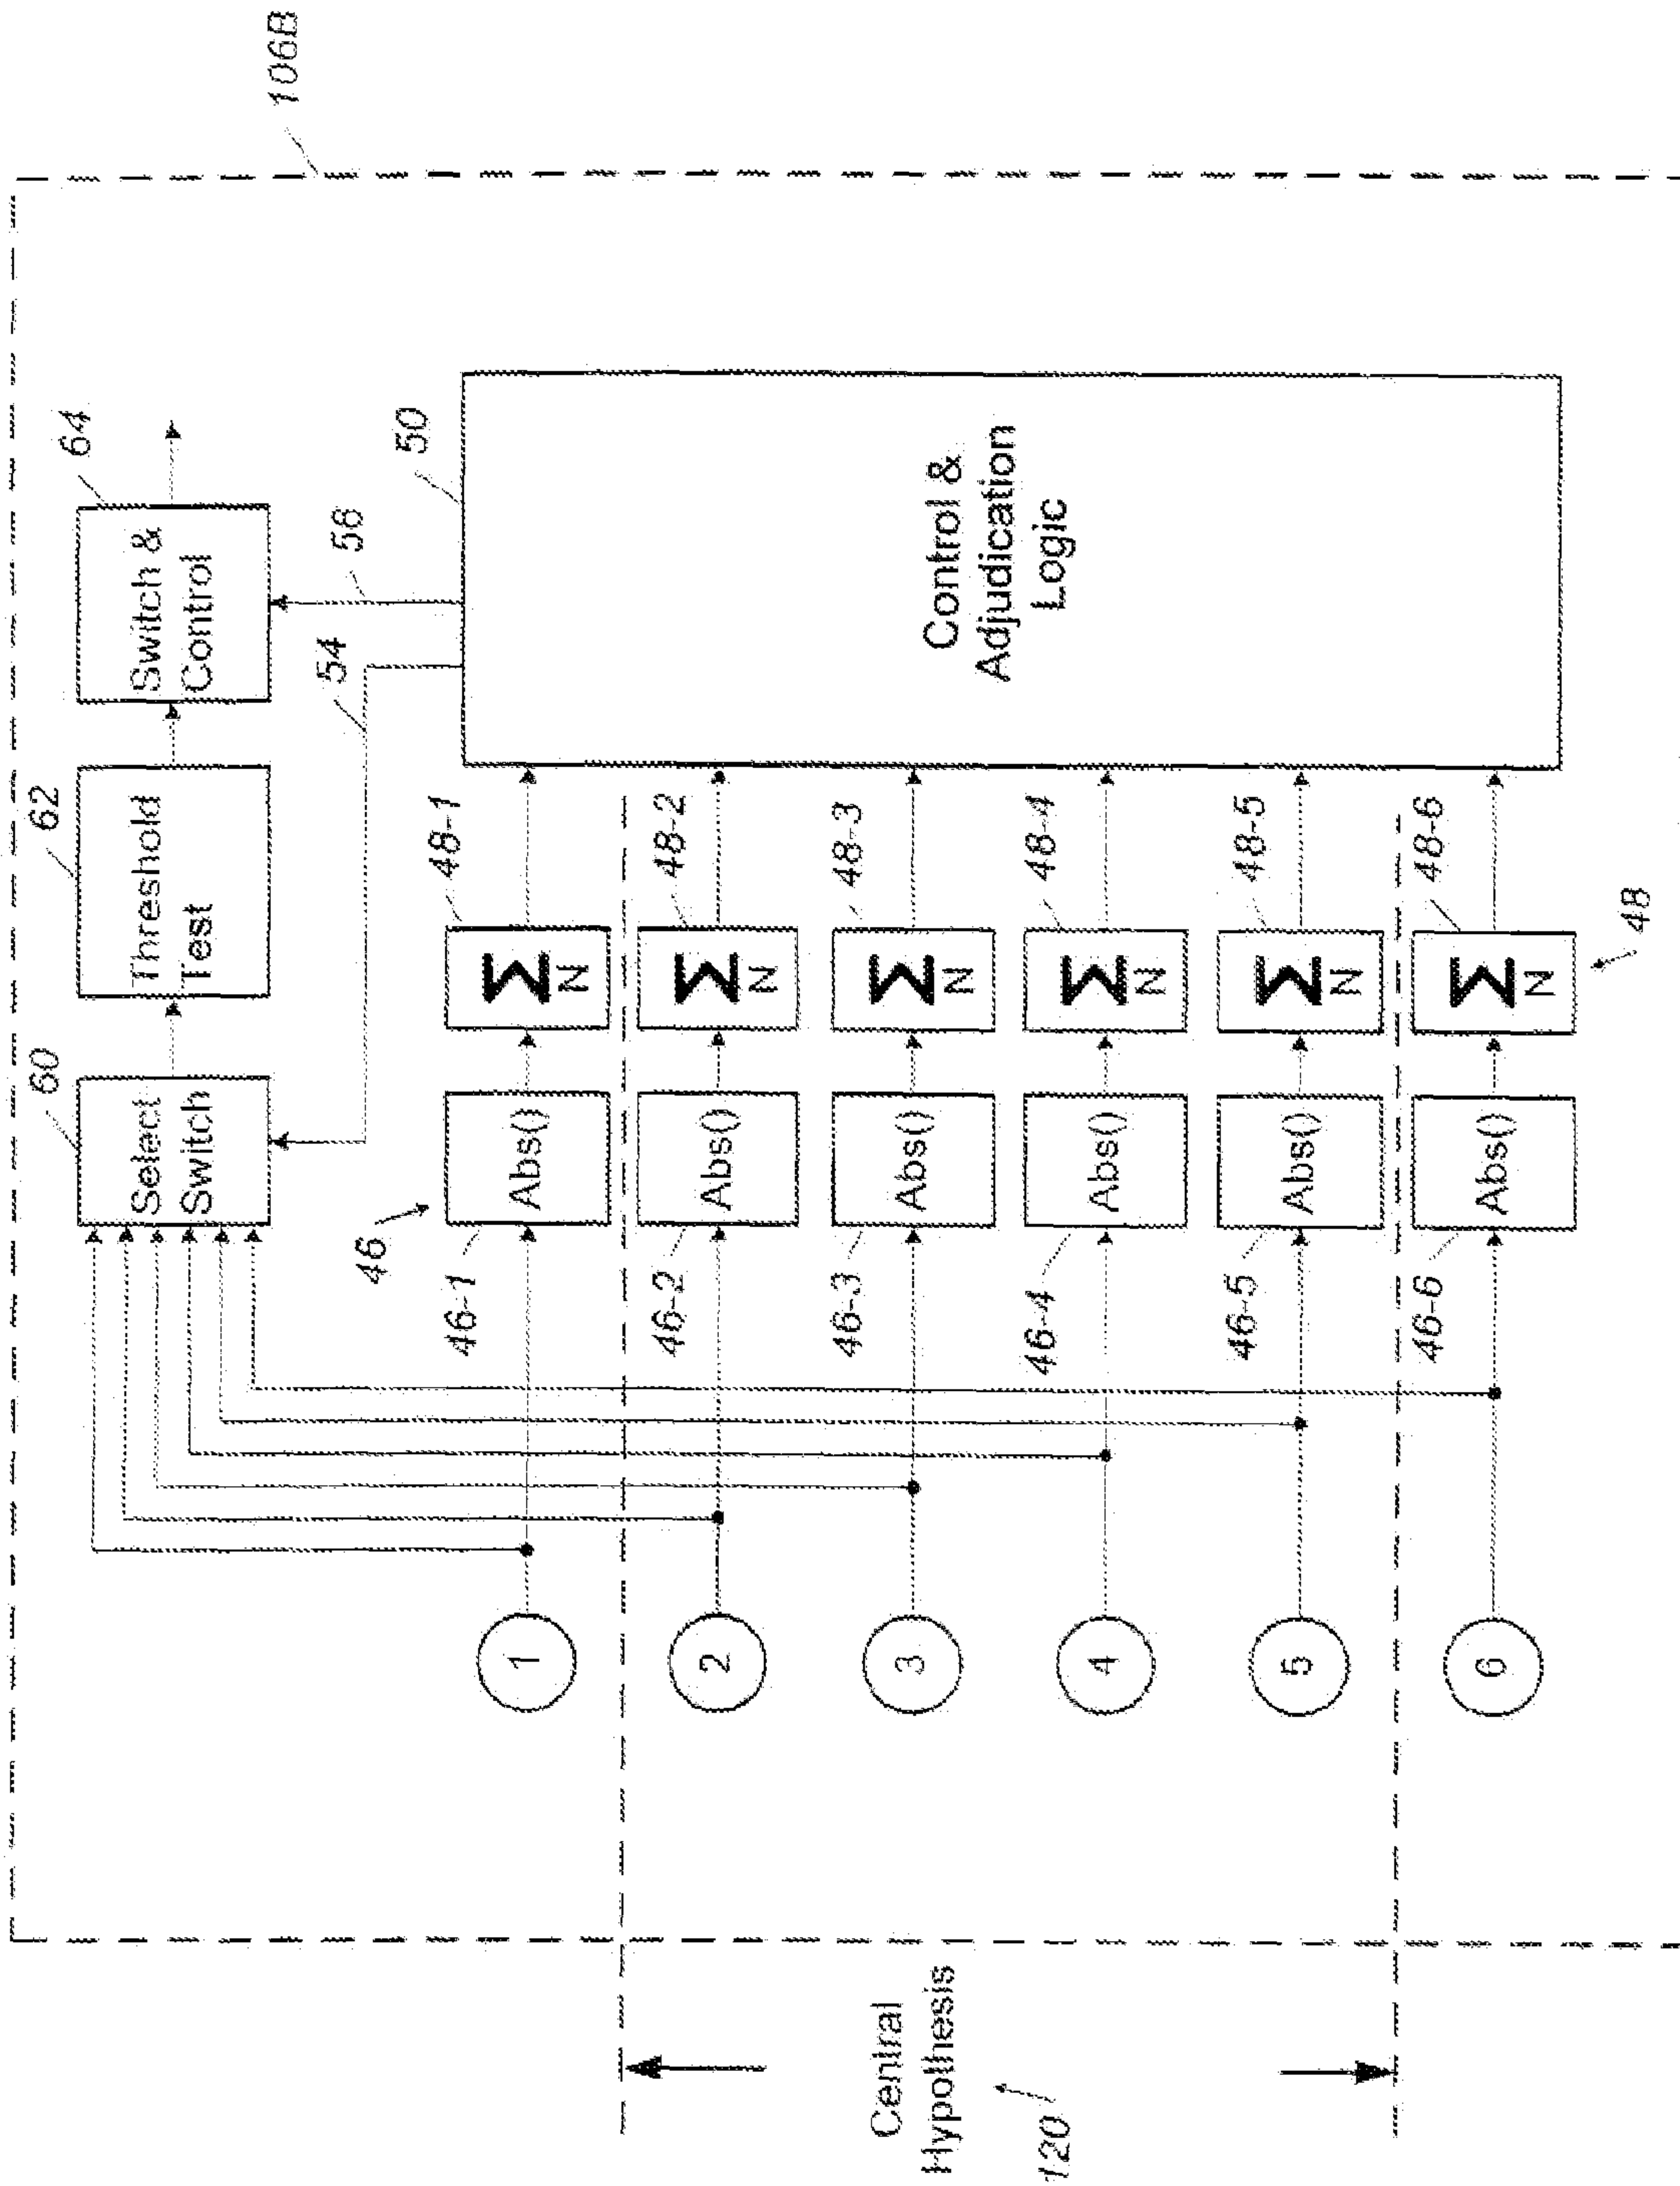 106B
60
Select
Switch
62
Threshold
Test
64
Switch &
Control
54
56
50
46
1
46-1
Abs()
Σ
N
48-1
2
46-2
Abs()
Σ
N
48-2
3
46-3
Abs()
Σ
N
48-3
4
46-4
Abs()
Σ
N
48-4
5
46-5
Abs()
Σ
N
48-5
6
46-6
Abs()
Σ
N
48-6
48
Control &
Adjudication
Logic
Central
Hypothesis
120